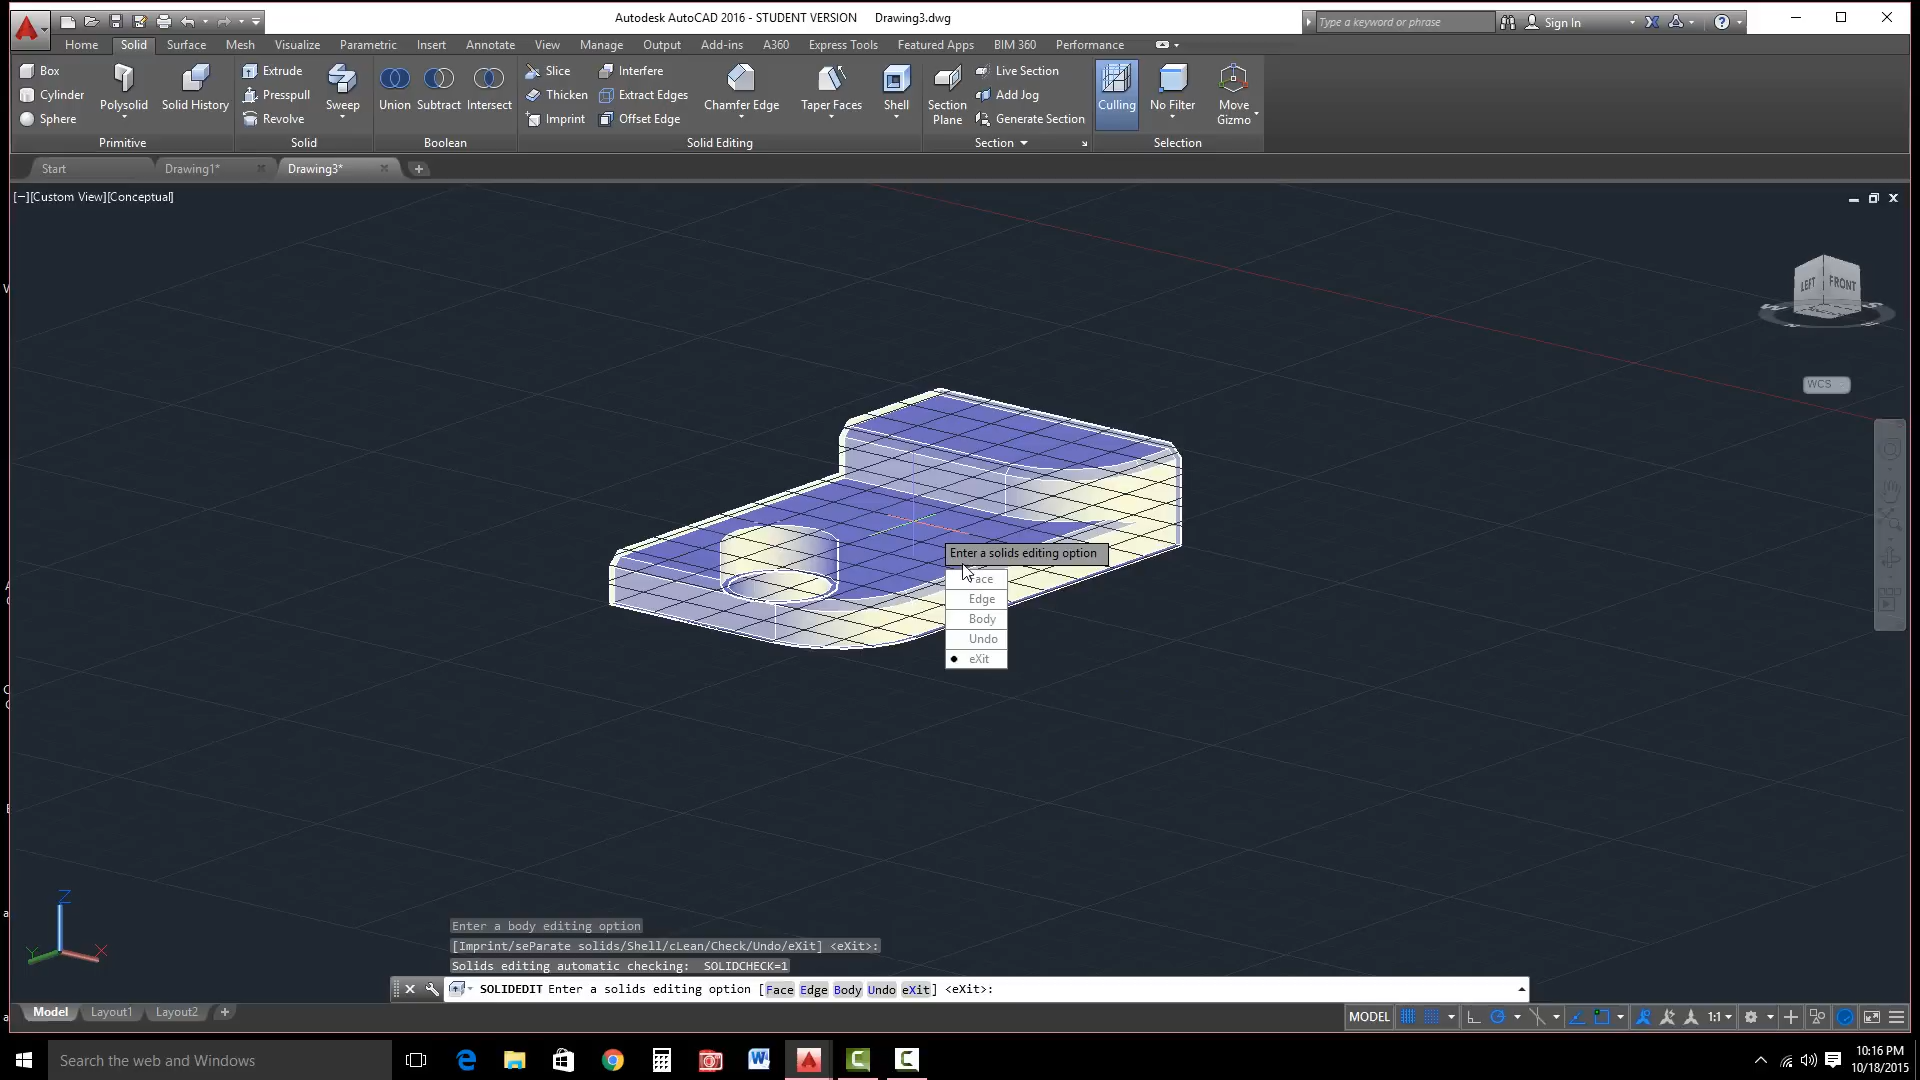 Autodesk AutoCAD 2016 - STUDENT VERSION Drawing3.dwg
Type a keyword or phrase
Sign In
Home Solid Surface Mesh Visualize Parametric Insert Annotate View Manage Output Add-ins A360 Express Tools Featured Apps BIM 360 Performance
Box
Cylinder
Sphere
Polysolid
Solid History
Primitive
Extrude
Presspull
Revolve
Sweep
Solid
Union Subtract Intersect
Boolean
Slice
Thicken
Imprint
Interfere
Extract Edges
Offset Edge
Chamfer Edge
Taper Faces
Shell
Solid Editing
Section
Plane
Live Section
Add Jog
Generate Section
Section
Culling
No Filter
Move
Gizmo
Selection
Start Drawing1* Drawing3*
[−][Custom View][Conceptual]
LEFT FRONT
WCS
Enter a solids editing option
Face
Edge
Body
Undo
eXit
Z
Y
X
Enter a body editing option
[Imprint/seParate solids/Shell/cLean/Check/Undo/eXit] <eXit>:
Solids editing automatic checking: SOLIDCHECK=1
SOLIDEDIT Enter a solids editing option [Face Edge Body Undo eXit] <eXit>:
Model Layout1 Layout2
MODEL 1:1
Search the web and Windows
10:16 PM
10/18/2015